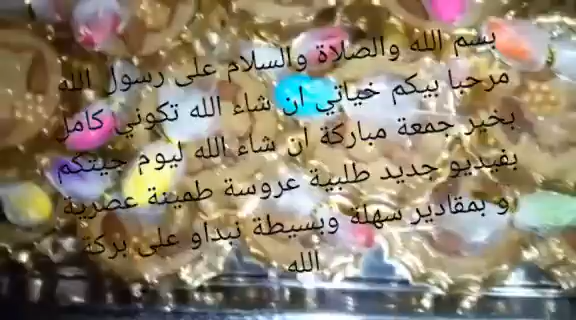 بسم الله والصلاة والسلام على رسول الله
مرحبا بيكم خياتي ان شاء الله تكوني كامل
بخير جمعة مباركة ان شاء الله ليوم جيتكم
بفيديو جديد طلبية عروسة طمينة عصرية
و بمقادير سهلة وبسيطة نبداو على بركة
الله